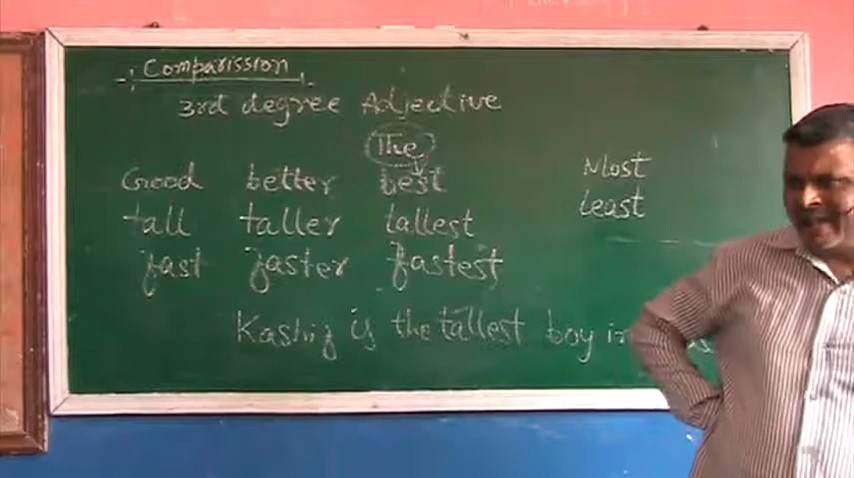 Comparission
3rd degree Adjective
The
Good better best
tall taller tallest
fast faster fastest
Most
Least
Kashif is the tallest boy in